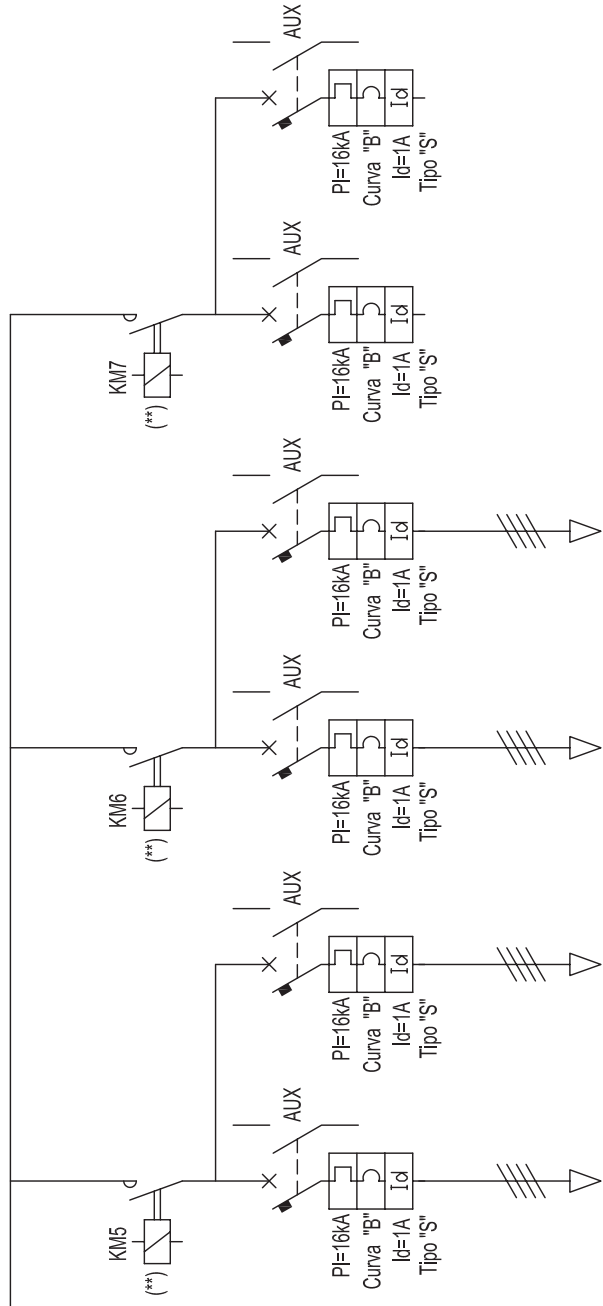 KM5
(**)
AUX
PI=16kA
Curva "B"
Id=1A
Tipo "S"
Id
AUX
PI=16kA
Curva "B"
Id=1A
Tipo "S"
Id
KM6
(**)
AUX
PI=16kA
Curva "B"
Id=1A
Tipo "S"
Id
AUX
PI=16kA
Curva "B"
Id=1A
Tipo "S"
Id
KM7
(**)
AUX
PI=16kA
Curva "B"
Id=1A
Tipo "S"
Id
AUX
PI=16kA
Curva "B"
Id=1A
Tipo "S"
Id